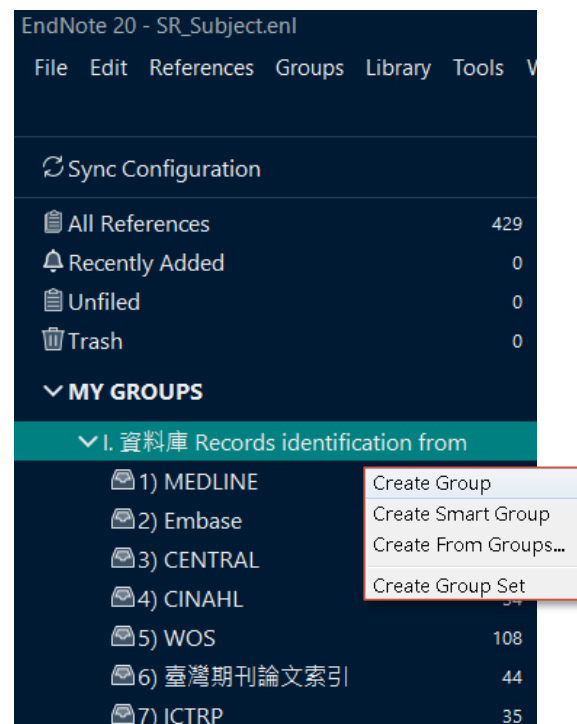 EndNote 20 - SR_Subject.enl
File Edit References Groups Library Tools
Sync Configuration
All References 429
Recently Added 0
Unfiled 0
Trash 0
MY GROUPS
I. 資料庫 Records identification from
1) MEDLINE
2) Embase
3) CENTRAL
4) CINAHL
5) WOS 108
6) 臺灣期刊論文索引 44
7) ICTRP 35
Create Group
Create Smart Group
Create From Groups...
Create Group Set